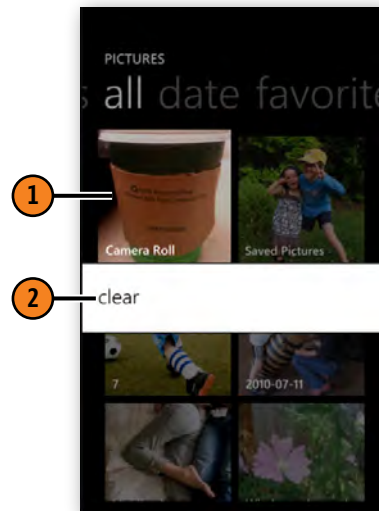 PICTURES
s all date favorite
1
Camera Roll
Saved Pictures
2
clear
7
2010-07-11